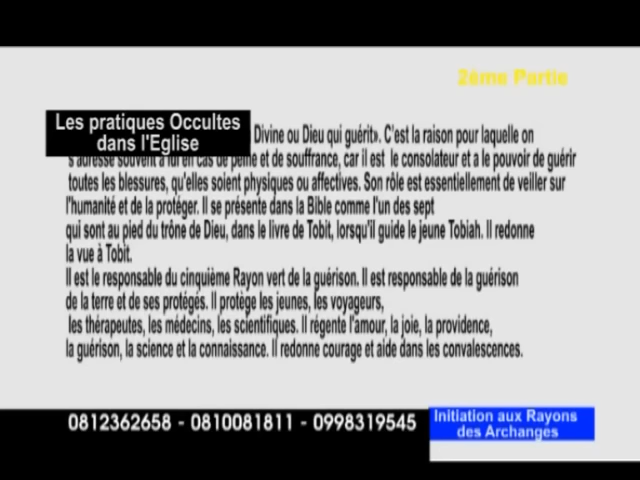 2éme Partie
Les pratiques Occultes
dans l'Eglise
Divine ou Dieu qui guérit». C'est la raison pour laquelle on
s'adresse souvent à lui en cas de peine et de souffrance, car il est le consolateur et a le pouvoir de guérir
toutes les blessures, qu'elles soient physiques ou affectives. Son rôle est essentiellement de veiller sur
l'humanité et de la protéger. Il se présente dans la Bible comme l'un des sept
qui sont au pied du trône de Dieu, dans le livre de Tobit, lorsqu'il guide le jeune Tobiah. Il redonne
la vue à Tobit.
Il est le responsable du cinquième Rayon vert de la guérison. Il est responsable de la guérison
de la terre et de ses protégés. Il protège les jeunes, les voyageurs,
les thérapeutes, les médecins, les scientifiques. Il régente l'amour, la joie, la providence,
la guérison, la science et la connaissance. Il redonne courage et aide dans les convalescences.
0812362658 - 0810081811 - 0998319545
Initiation aux Rayons
des Archanges